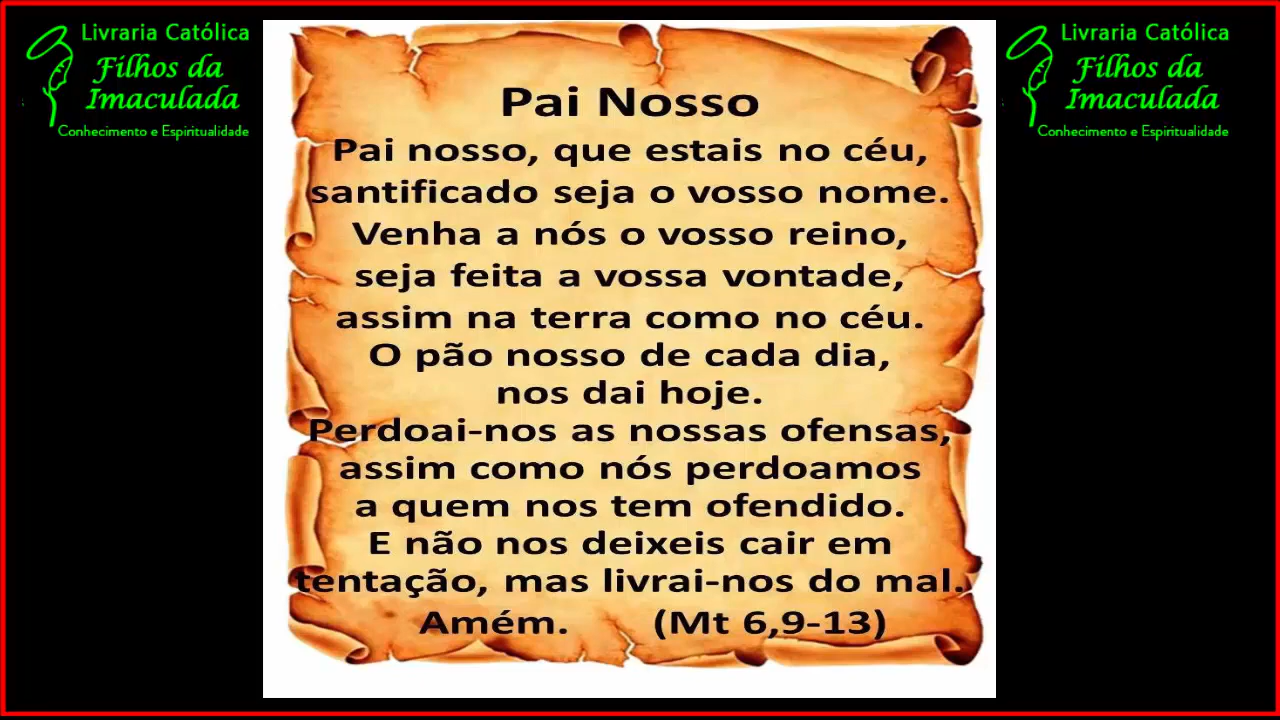 Livraria Católica
Filhos da
Imaculada
Conhecimento e Espiritualidade
Pai Nosso
Pai nosso, que estais no céu,
santificado seja o vosso nome.
Venha a nós o vosso reino,
seja feita a vossa vontade,
assim na terra como no céu.
O pão nosso de cada dia,
nos dai hoje.
Perdoai-nos as nossas ofensas,
assim como nós perdoamos
a quem nos tem ofendido.
E não nos deixeis cair em
tentação, mas livrai-nos do mal.
Amém. (Mt 6,9-13)
Livraria Católica
Filhos da
Imaculada
Conhecimento e Espiritualidade